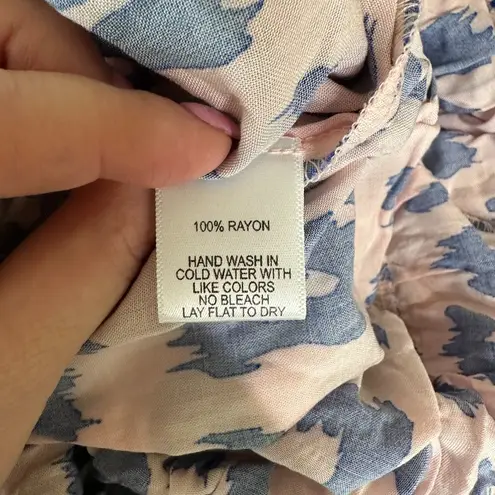 100% RAYON
HAND WASH IN
COLD WATER WITH
LIKE COLORS
NO BLEACH
LAY FLAT TO DRY